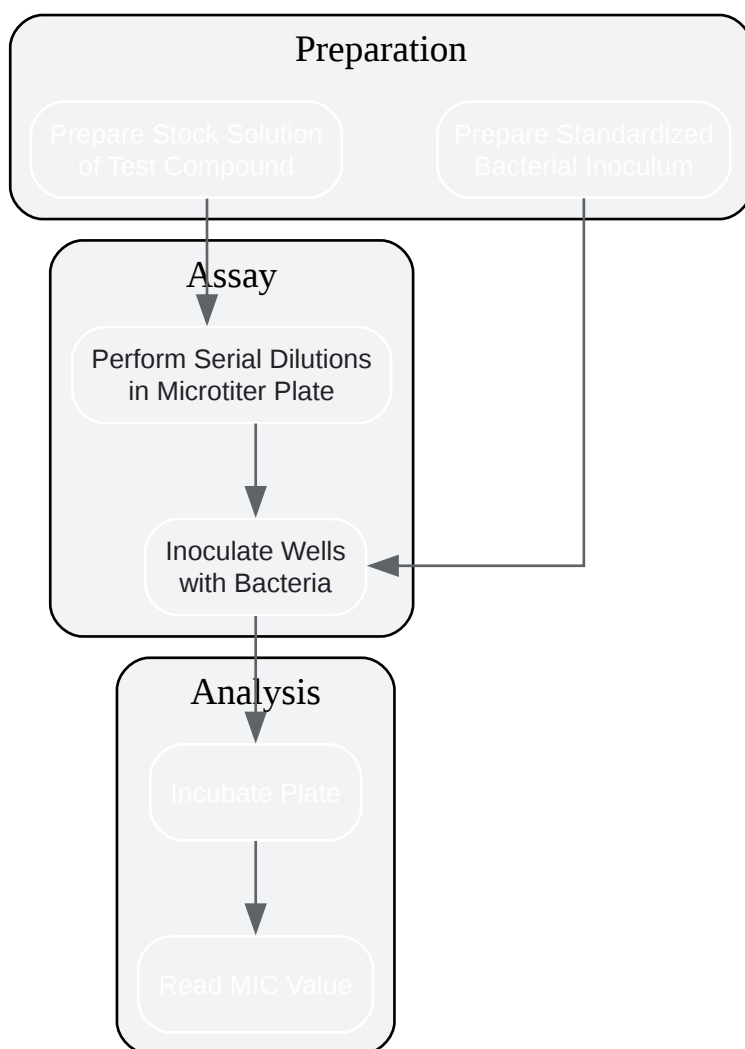 Preparation
Prepare Stock Solution
of Test Compound
Prepare Standardized
Bacterial Inoculum
Assay
Perform Serial Dilutions
in Microtiter Plate
Inoculate Wells
with Bacteria
Analysis
Incubate Plate
Read MIC Value